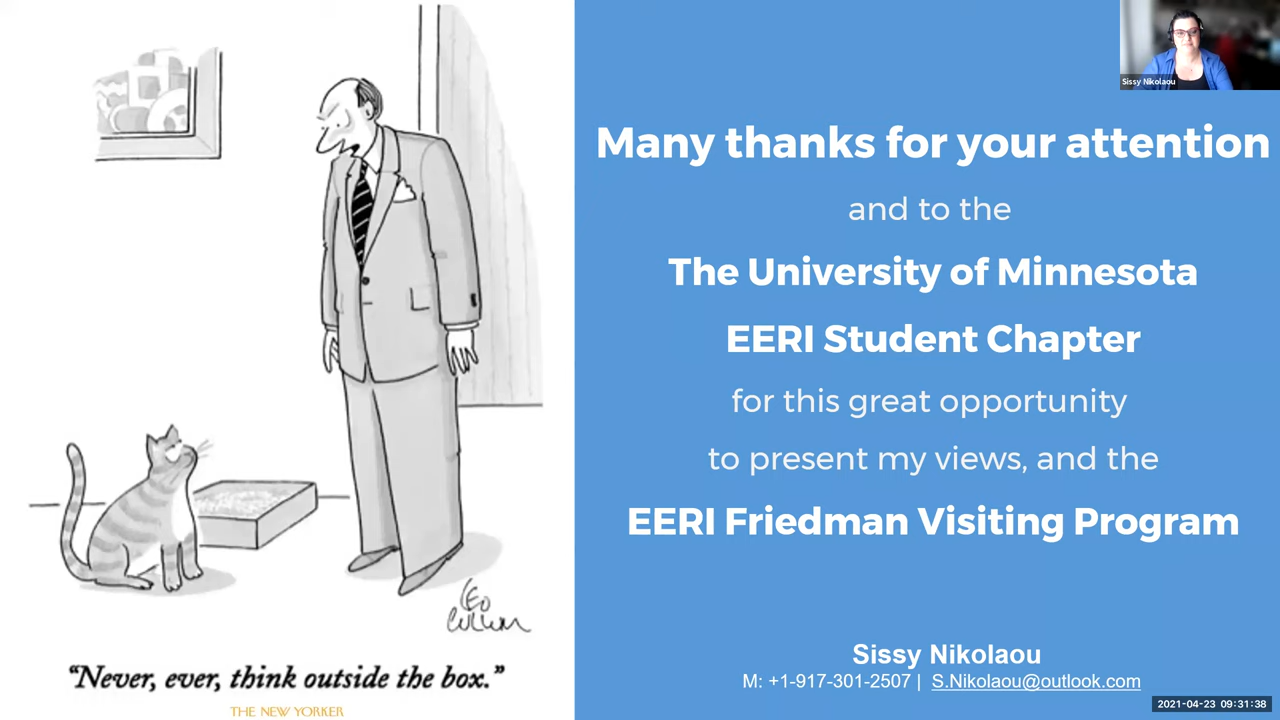 Sissy Nikolaou
Many thanks for your attention
and to the
The University of Minnesota
EERI Student Chapter
for this great opportunity
to present my views, and the
EERI Friedman Visiting Program
Sissy Nikolaou
M: +1-917-301-2507 | S.Nikolaou@outlook.com
2021-04-23 09:31:38
LEO
CULLUM
“Never, ever, think outside the box.”
THE NEW YORKER